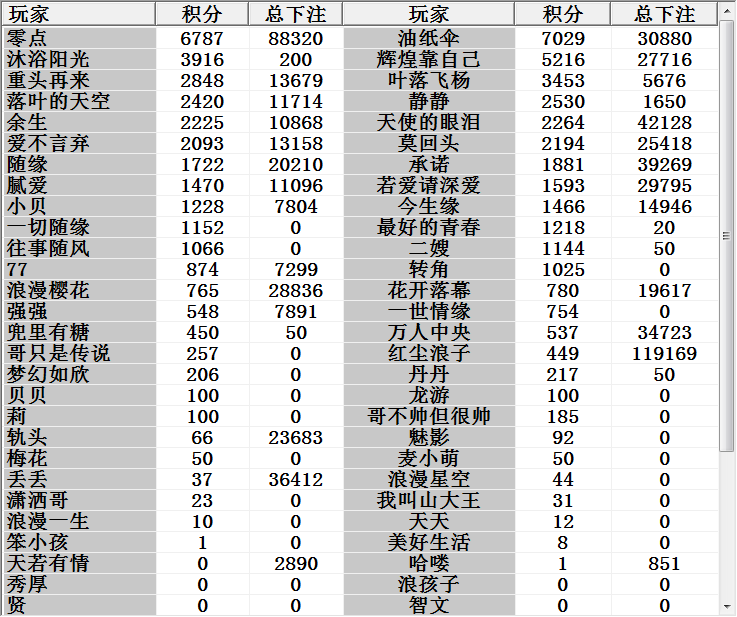 玩家 积分 总下注 玩家 积分 总下注
零点 6787 88320 油纸伞 7029 30880
沐浴阳光 3916 200 辉煌靠自己 5216 27716
重头再来 2848 13679 叶落飞杨 3453 5676
落叶的天空 2420 11714 静静 2530 1650
余生 2225 10868 天使的眼泪 2264 42128
爱不言弃 2093 13158 莫回头 2194 25418
随缘 1722 20210 承诺 1881 39269
腻爱 1470 11096 若爱请深爱 1593 29795
小贝 1228 7804 今生缘 1466 14946
一切随缘 1152 0 最好的青春 1218 20
往事随风 1066 0 二嫂 1144 50
77 874 7299 转角 1025 0
浪漫樱花 765 28836 花开落幕 780 19617
强强 548 7891 一世情缘 754 0
兜里有糖 450 50 万人中央 537 34723
哥只是传说 257 0 红尘浪子 449 119169
梦幻如欣 206 0 丹丹 217 50
贝贝 100 0 龙游 100 0
莉 100 0 哥不帅但很帅 185 0
轨头 66 23683 魅影 92 0
梅花 50 0 麦小萌 50 0
丢丢 37 36412 浪漫星空 44 0
潇洒哥 23 0 我叫山大王 31 0
浪漫一生 10 0 天天 12 0
笨小孩 1 0 美好生活 8 0
天若有情 0 2890 哈喽 1 851
秀厚 0 0 浪孩子 0 0
贤 0 0 智文 0 0